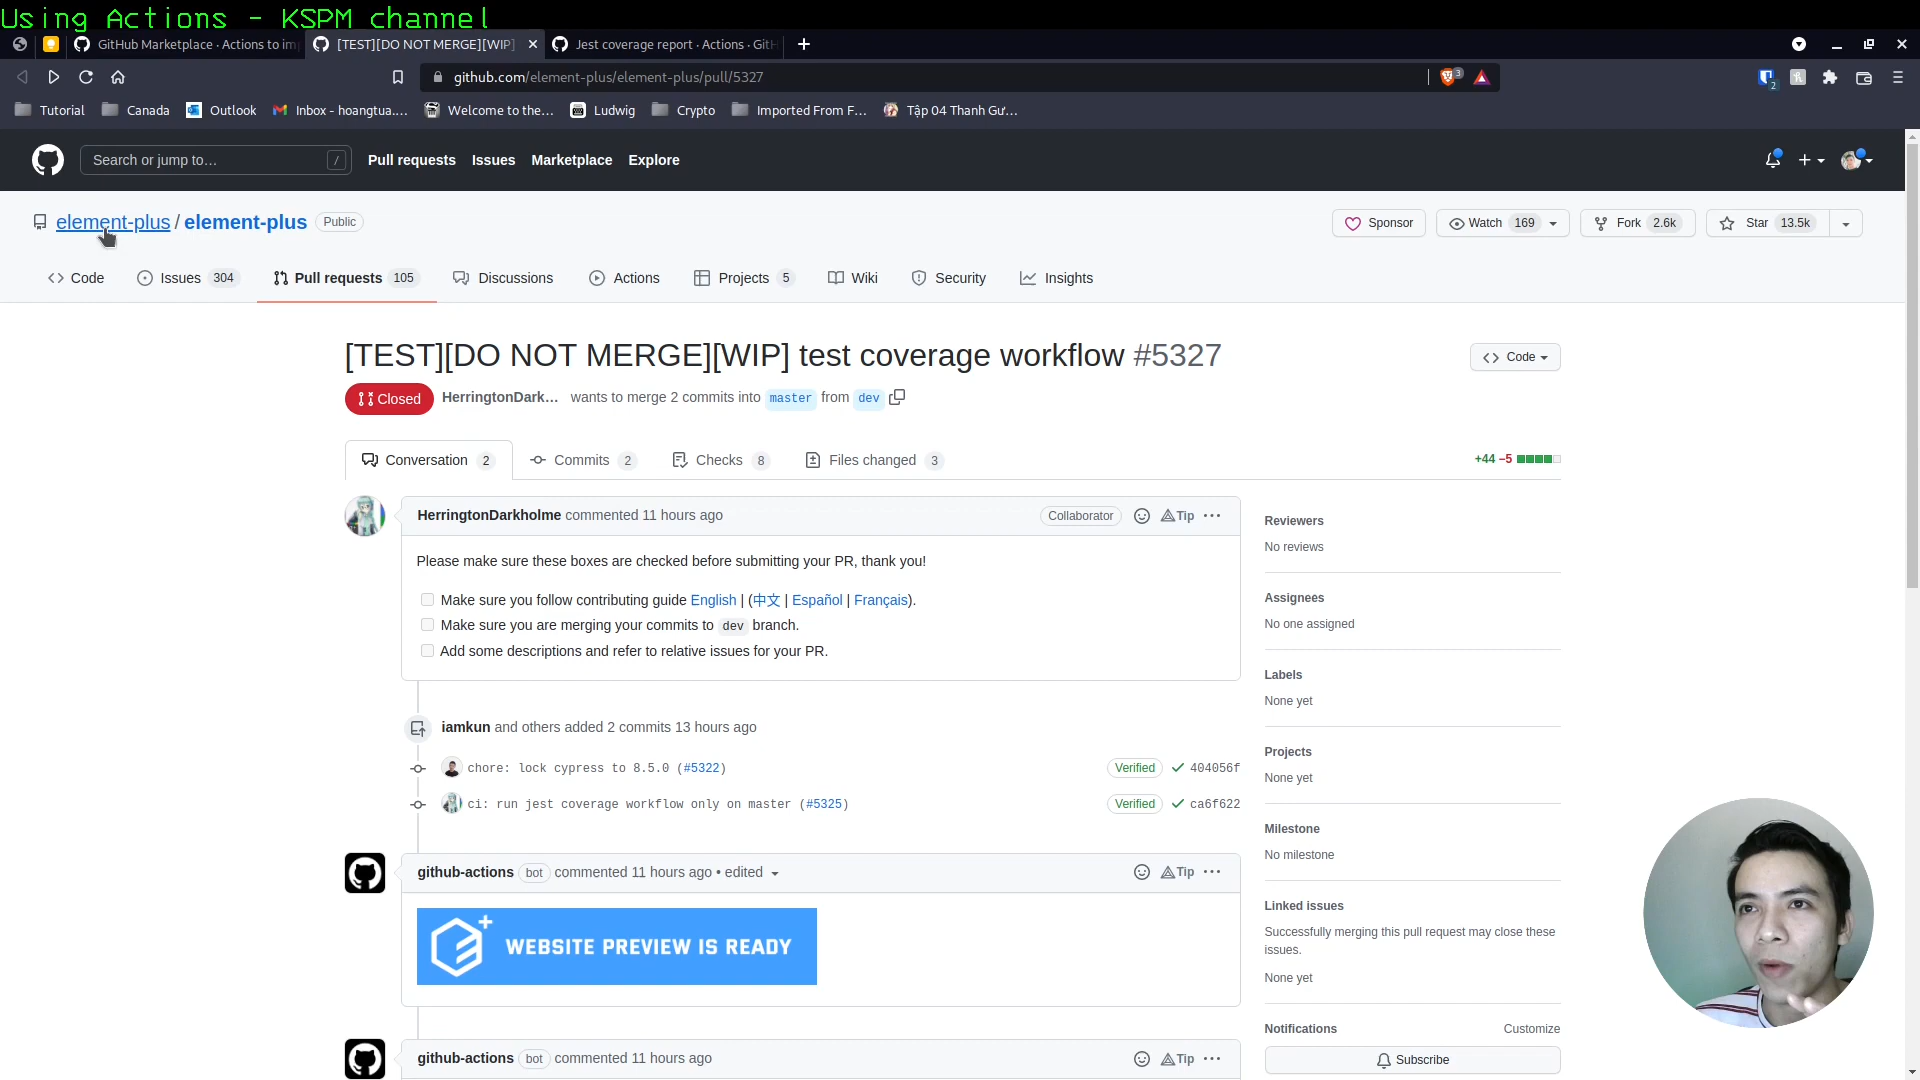 Using Actions - KSPM channel
GitHub Marketplace · Actions to im
[TEST][DO NOT MERGE][WIP]
Jest coverage report · Actions · GitH
github.com/element-plus/element-plus/pull/5327
3
2
Tutorial
Canada
Outlook
Inbox - hoangtua....
Welcome to the...
Ludwig
Crypto
Imported From F...
Tập 04 Thanh Gư...
Search or jump to...
/
Pull requests
Issues
Marketplace
Explore
element-plus / element-plus
Public
Sponsor
Watch 169
Fork 2.6k
Star 13.5k
Code
Issues 304
Pull requests 105
Discussions
Actions
Projects 5
Wiki
Security
Insights
[TEST][DO NOT MERGE][WIP] test coverage workflow #5327
Code
Closed
HerringtonDark... wants to merge 2 commits into master from dev
Conversation 2
Commits 2
Checks 8
Files changed 3
+44 −5
HerringtonDarkholme commented 11 hours ago
Collaborator
Tip
Please make sure these boxes are checked before submitting your PR, thank you!
Make sure you follow contributing guide English | (中文 | Español | Français).
Make sure you are merging your commits to dev branch.
Add some descriptions and refer to relative issues for your PR.
iamkun and others added 2 commits 13 hours ago
chore: lock cypress to 8.5.0 (#5322)
Verified
404056f
ci: run jest coverage workflow only on master (#5325)
Verified
ca6f622
github-actions bot commented 11 hours ago • edited
Tip
WEBSITE PREVIEW IS READY
github-actions bot commented 11 hours ago
Tip
Reviewers
No reviews
Assignees
No one assigned
Labels
None yet
Projects
None yet
Milestone
No milestone
Linked issues
Successfully merging this pull request may close these
issues.
None yet
Notifications
Customize
Subscribe